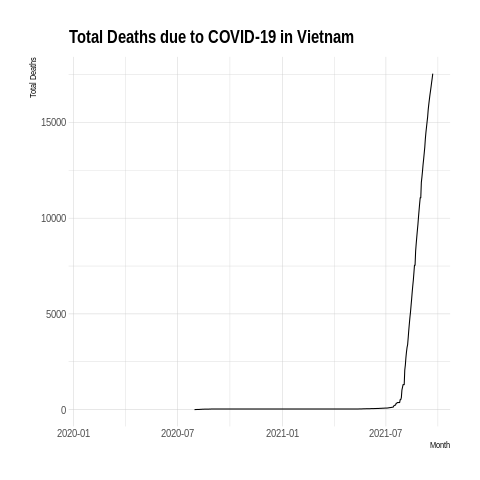 Total Deaths due to COVID-19 in Vietnam
Total Deaths
15000
10000
5000
0
2020-01 2020-07 2021-01 2021-07
Month